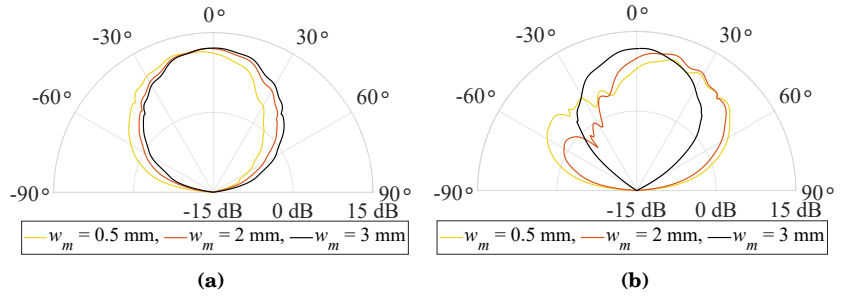 0°
-30° 30°
-60° 60°
-90° 90°
-15 dB 0 dB 15 dB
w_m = 0.5 mm, w_m = 2 mm, w_m = 3 mm
(a)
0°
-30° 30°
-60° 60°
-90° 90°
-15 dB 0 dB 15 dB
w_m = 0.5 mm, w_m = 2 mm, w_m = 3 mm
(b)